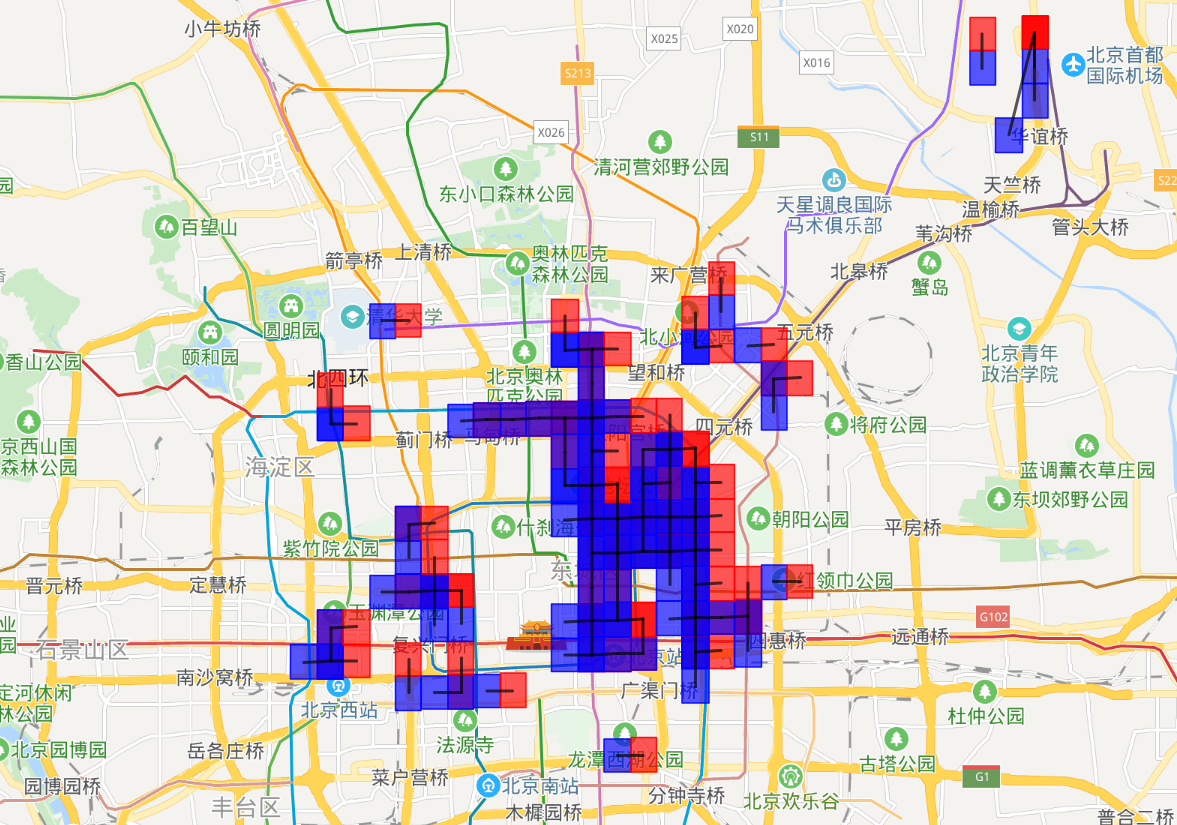 小牛坊桥
X025
X020
X016
北京首都
国际机场
S213
X026
S11
华谊桥
清河营郊野公园
东小口森林公园
天竺桥
S22
天星调良国际
马术俱乐部
温榆桥
管头大桥
百望山
苇沟桥
箭亭桥
上清桥
奥林匹克
森林公园
来广营桥
北皋桥
蟹岛
圆明园
清华大学
北小河公园
五元桥
颐和园
香山公园
北京青年
政治学院
北四环
北京奥林
匹克公园
望和桥
蓟门桥
马甸桥
四元桥
将府公园
京西山国
森林公园
海淀区
蓝调薰衣草庄园
东坝郊野公园
紫竹院公园
什刹海
朝阳公园
平房桥
晋元桥
定慧桥
红领巾公园
玉渊潭公园
G102
石景山区
复兴门桥
北京站
四惠桥
远通桥
南沙窝桥
广渠门桥
定河休闲
林公园
北京西站
杜仲公园
法源寺
北京园博园
岳各庄桥
龙潭西湖公园
古塔公园
园博园桥
菜户营桥
北京南站
分钟寺桥
北京欢乐谷
G1
丰台区
木樨园桥
普合二桥